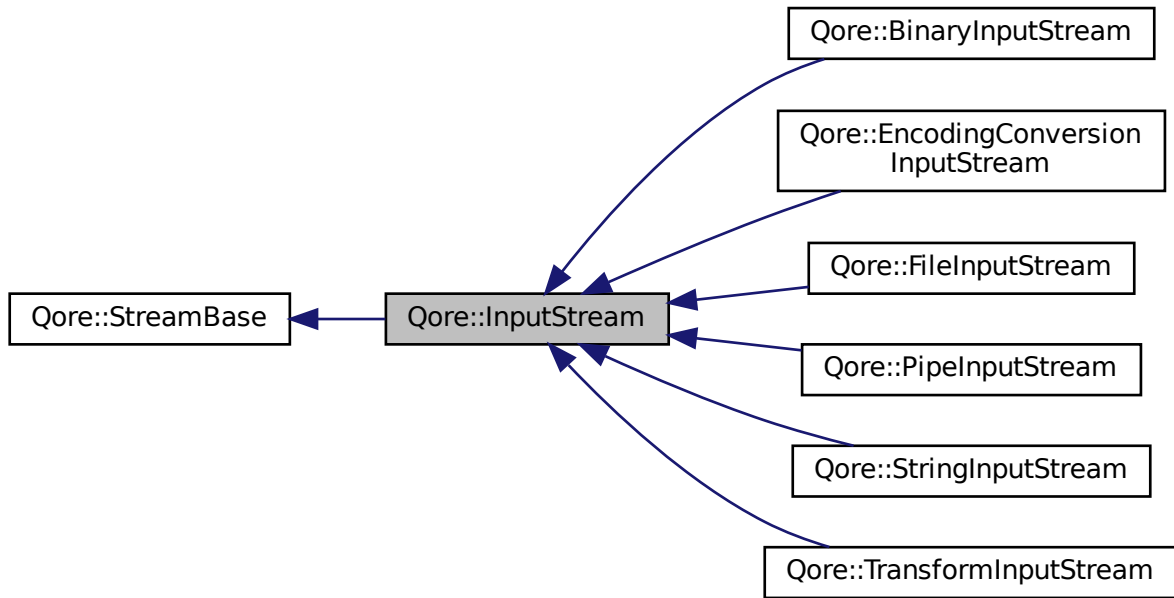 Qore::BinaryInputStream
Qore::EncodingConversion
InputStream
Qore::FileInputStream
Qore::StreamBase
Qore::InputStream
Qore::PipeInputStream
Qore::StringInputStream
Qore::TransformInputStream